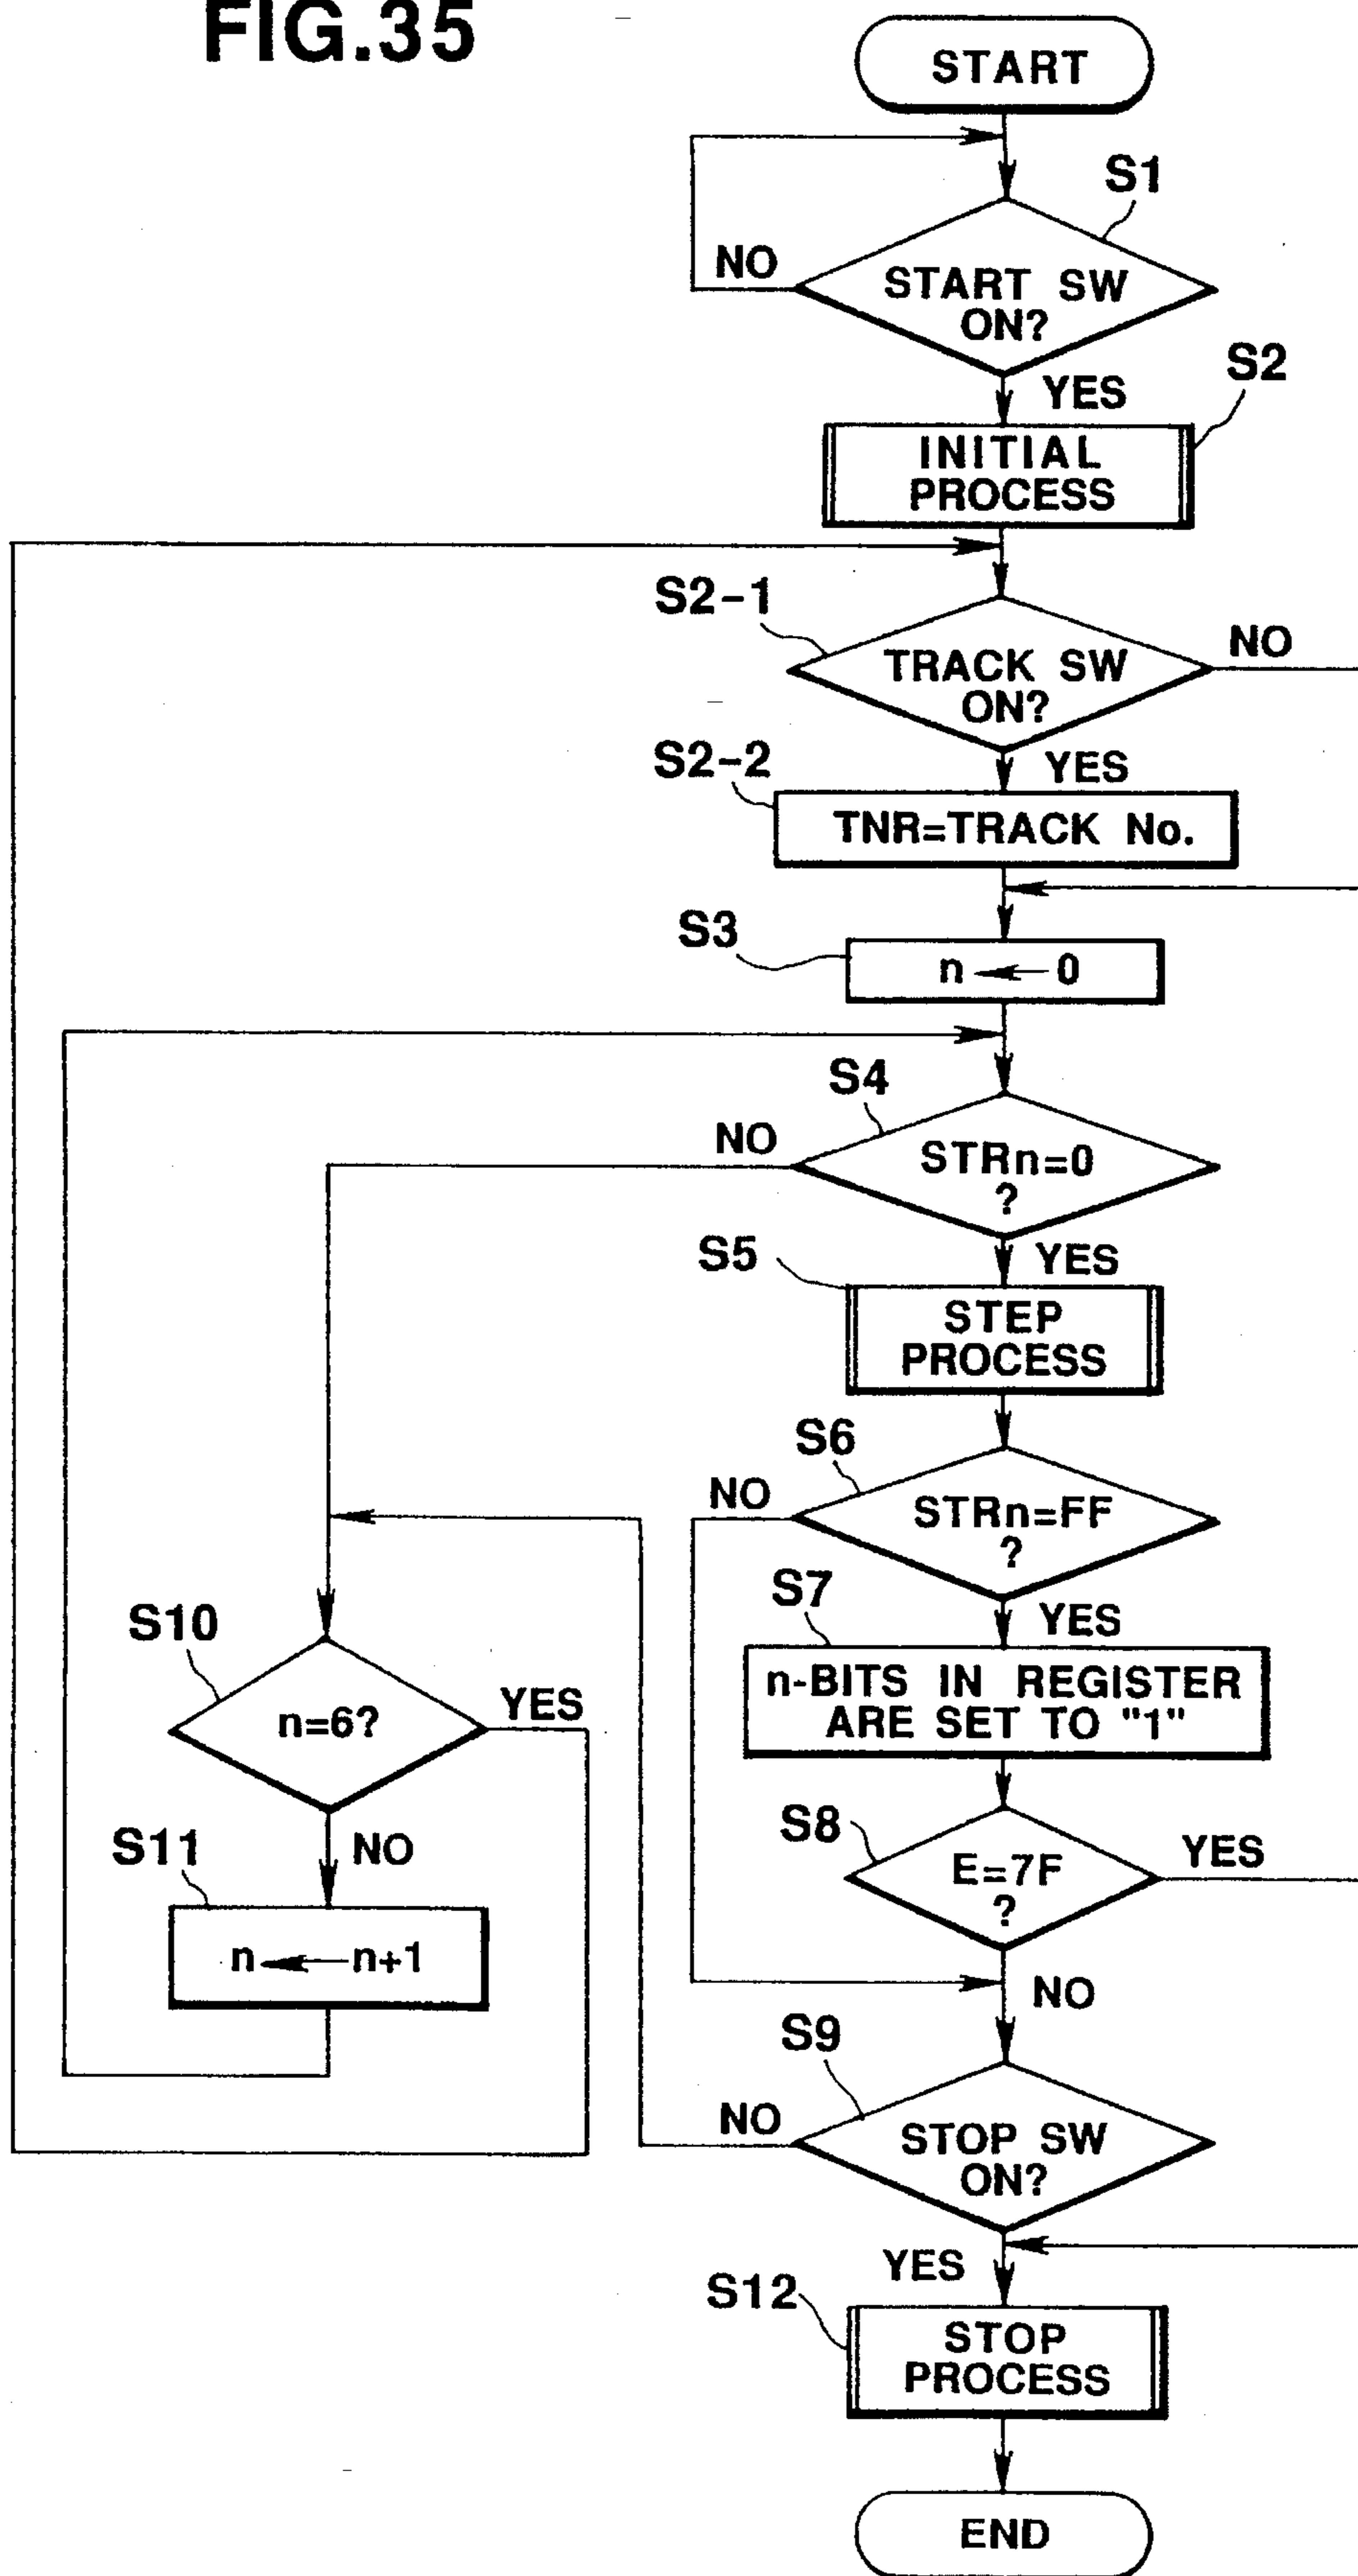 FIG.35
START
S1
NO
START SW
ON?
S2
YES
INITIAL
PROCESS
S2-1
NO
TRACK SW
ON?
S2-2
YES
TNR=TRACK No.
S3
n ← 0
S4
NO
STRn=0
?
S5
YES
STEP
PROCESS
S6
NO
STRn=FF
?
S7
YES
n-BITS IN REGISTER
ARE SET TO "1"
S10
YES
n=6?
S8
YES
E=7F
?
S11
NO
n ← n+1
NO
S9
NO
STOP SW
ON?
YES
S12
STOP
PROCESS
END